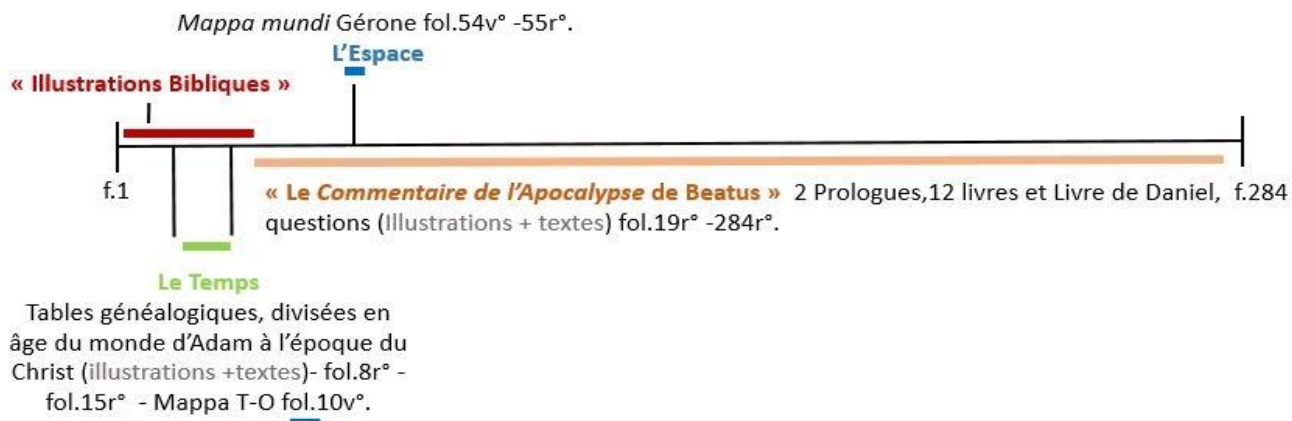 Mappa mundi Gérone fol.54v° -55r°.
L’Espace
« Illustrations Bibliques »
f.1
« Le Commentaire de l’Apocalypse de Beatus » 2 Prologues,12 livres et Livre de Daniel, f.284
questions (Illustrations + textes) fol.19r° -284r°.
Le Temps
Tables généalogiques, divisées en
âge du monde d’Adam à l’époque du
Christ (illustrations +textes)- fol.8r° -
fol.15r° - Mappa T-O fol.10v°.